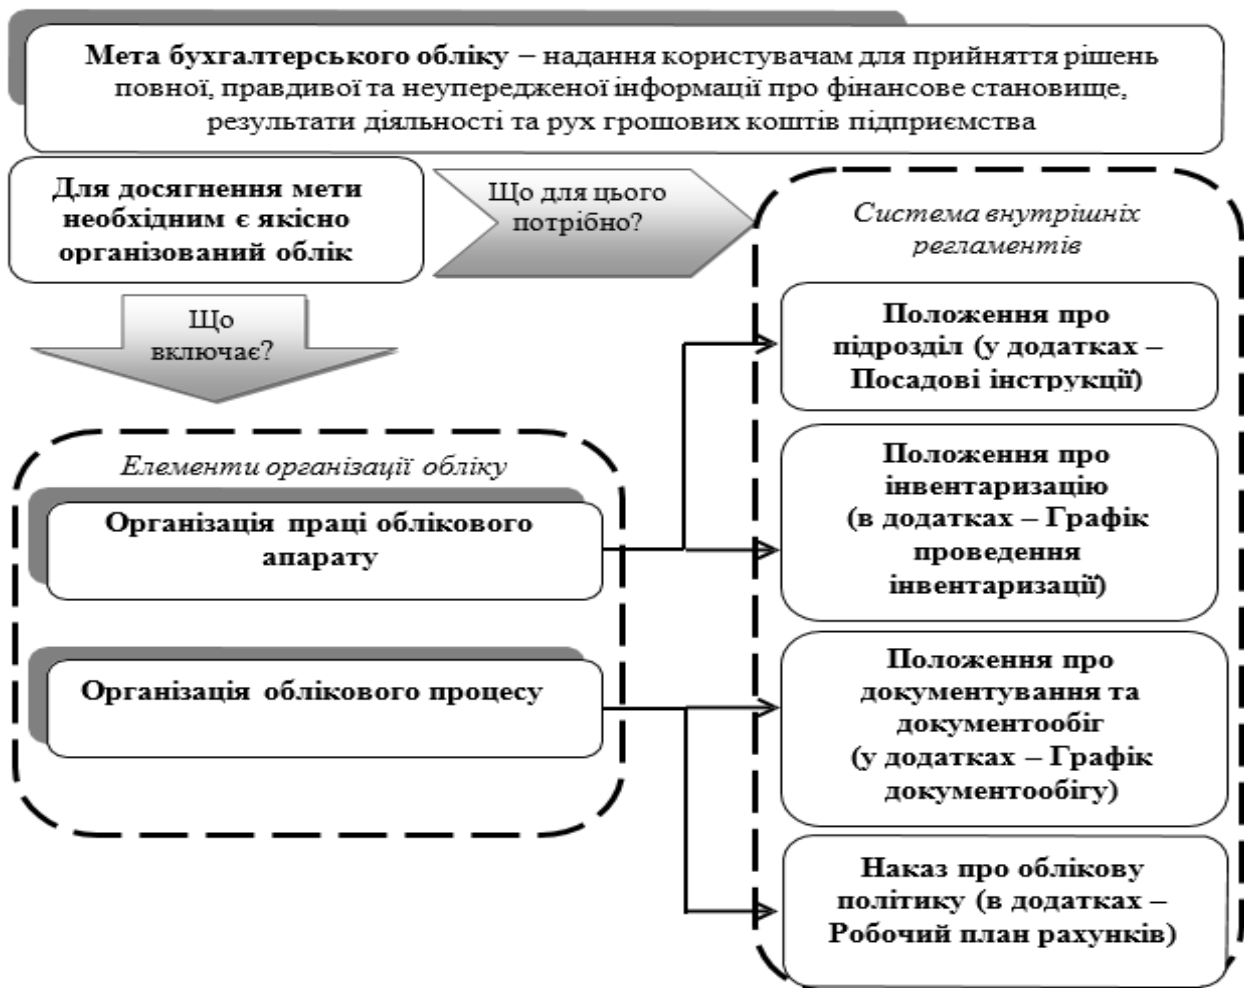 Мета бухгалтерського обліку – надання користувачам для прийняття рішень
повної, правдивої та неупередженої інформації про фінансове становище,
результати діяльності та рух грошових коштів підприємства
Для досягнення мети
необхідним є якісно
організований облік
Що для цього
потрібно?
Що
включає?
Елементи організації обліку
Організація праці облікового
апарату
Організація облікового процесу
Система внутрішніх
регламентів
Положення про
підрозділ (у додатках –
Посадові інструкції)
Положення про
інвентаризацію
(в додатках – Графік
проведення
інвентаризації)
Положення про
документування та
документообіг
(у додатках – Графік
документообігу)
Наказ про облікову
політику (в додатках –
Робочий план рахунків)